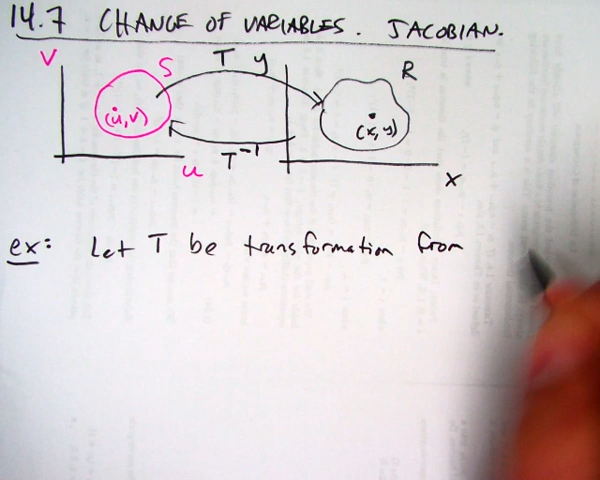 14.7 CHANGE OF VARIABLES. JACOBIAN.
V S T y R
(u,v) (x,y)
u T⁻¹ x
ex: Let T be transformation from